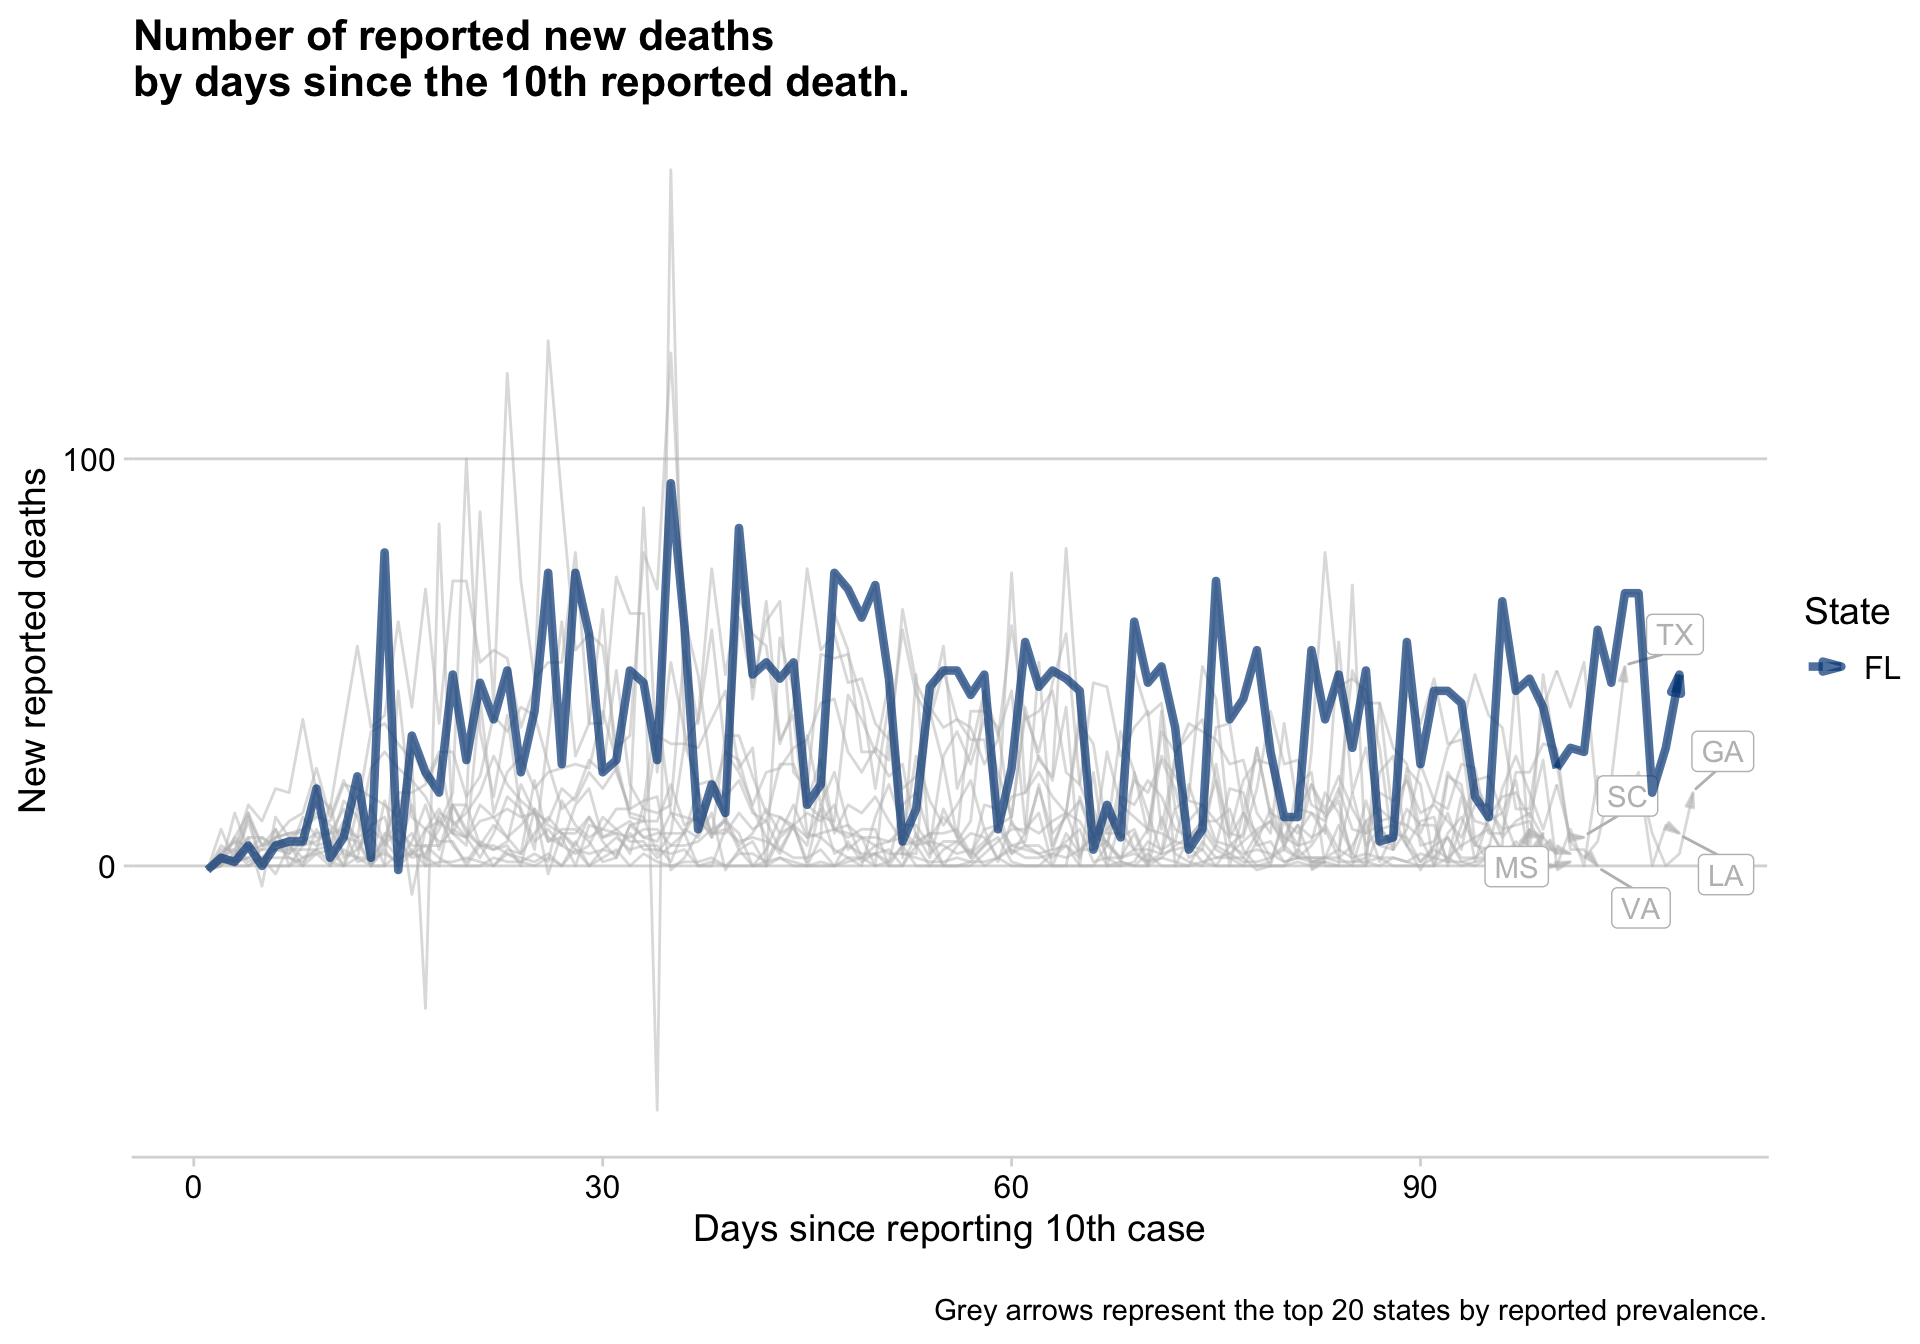 Number of reported new deaths
by days since the 10th reported death.
New reported deaths
100
0
TX
GA
SC
MS
LA
VA
State
FL
0
30
60
90
Days since reporting 10th case
Grey arrows represent the top 20 states by reported prevalence.